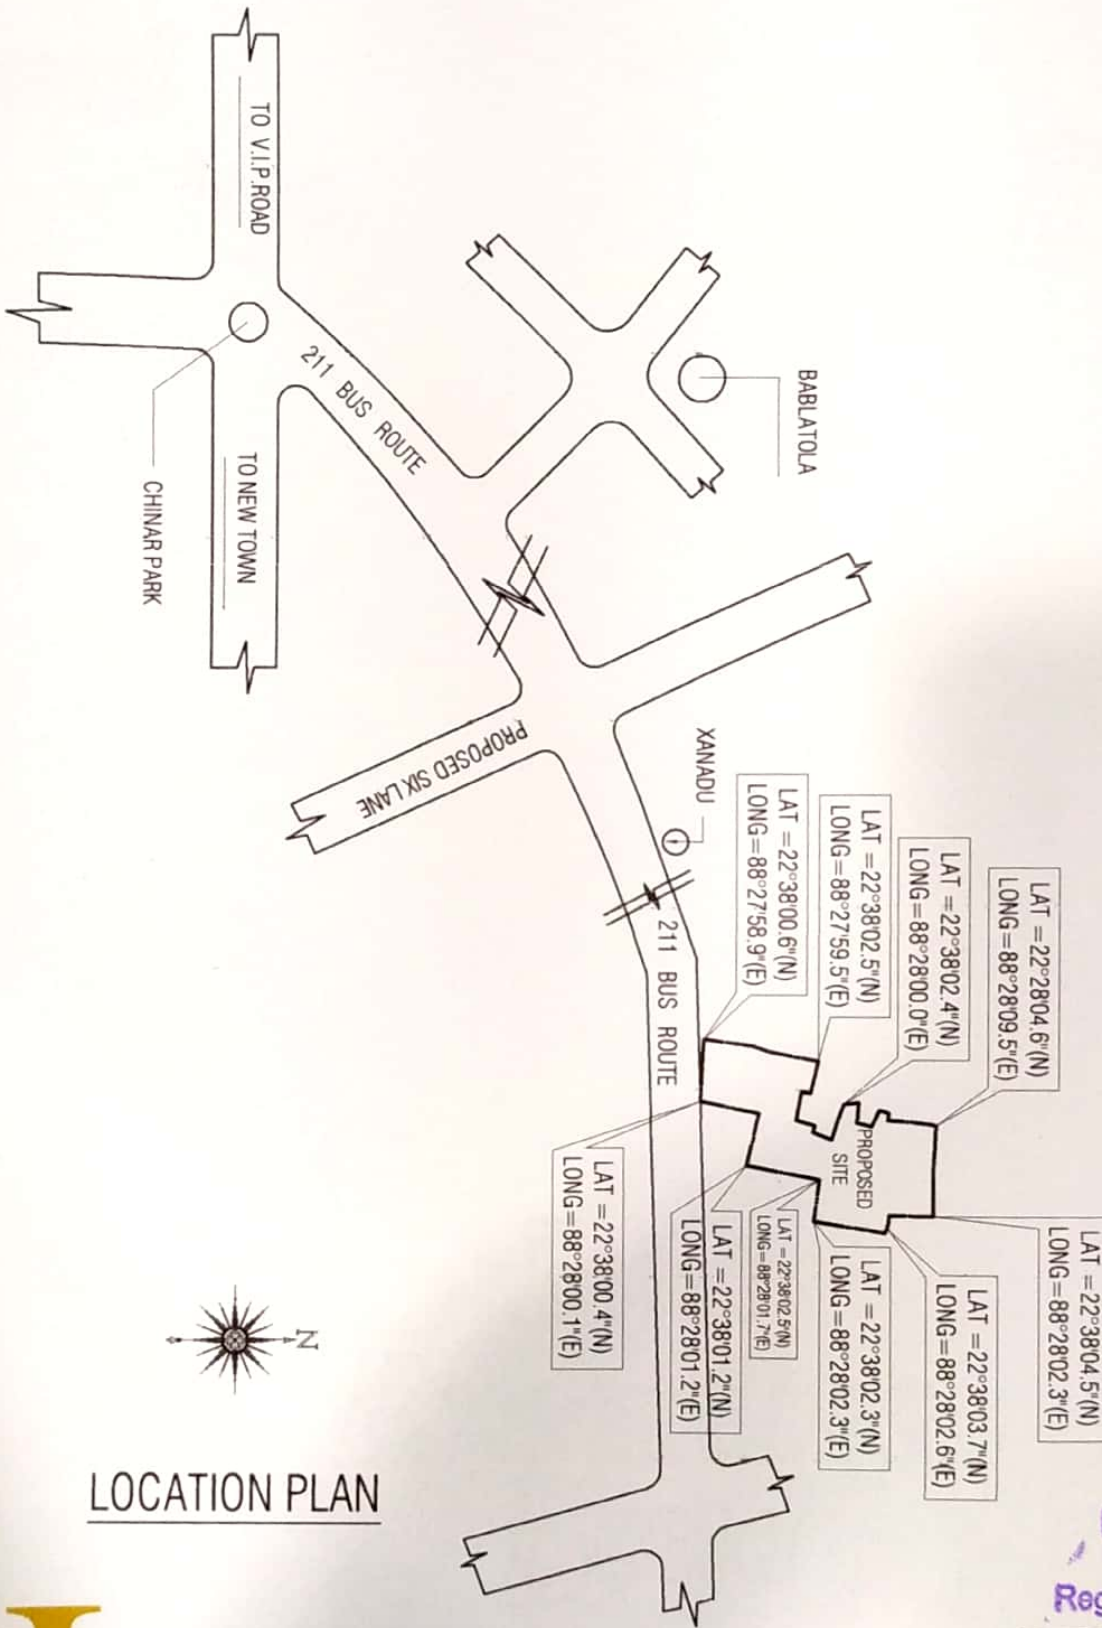 TO V.I.P.ROAD
TO NEW TOWN
CHINAR PARK
211 BUS ROUTE
BABLATOLA
PROPOSED SIX LANE
XANADU
211 BUS ROUTE
LAT =22°38'00.6"(N)
LONG=88°27'58.9"(E)
LAT =22°38'02.5"(N)
LONG=88°27'59.5"(E)
LAT =22°38'02.4"(N)
LONG=88°28'00.0"(E)
LAT =22°28'04.6"(N)
LONG=88°28'09.5"(E)
PROPOSED
SITE
LAT =22°38'04.5"(N)
LONG=88°28'02.3"(E)
LAT =22°38'03.7"(N)
LONG=88°28'02.6"(E)
LAT =22°38'02.3"(N)
LONG=88°28'02.3"(E)
LAT =22°38'02.5"(N)
LONG=88°28'01.7"(E)
LAT =22°38'01.2"(N)
LONG=88°28'01.2"(E)
LAT =22°38'00.4"(N)
LONG=88°28'00.1"(E)
N
LOCATION PLAN
Reg